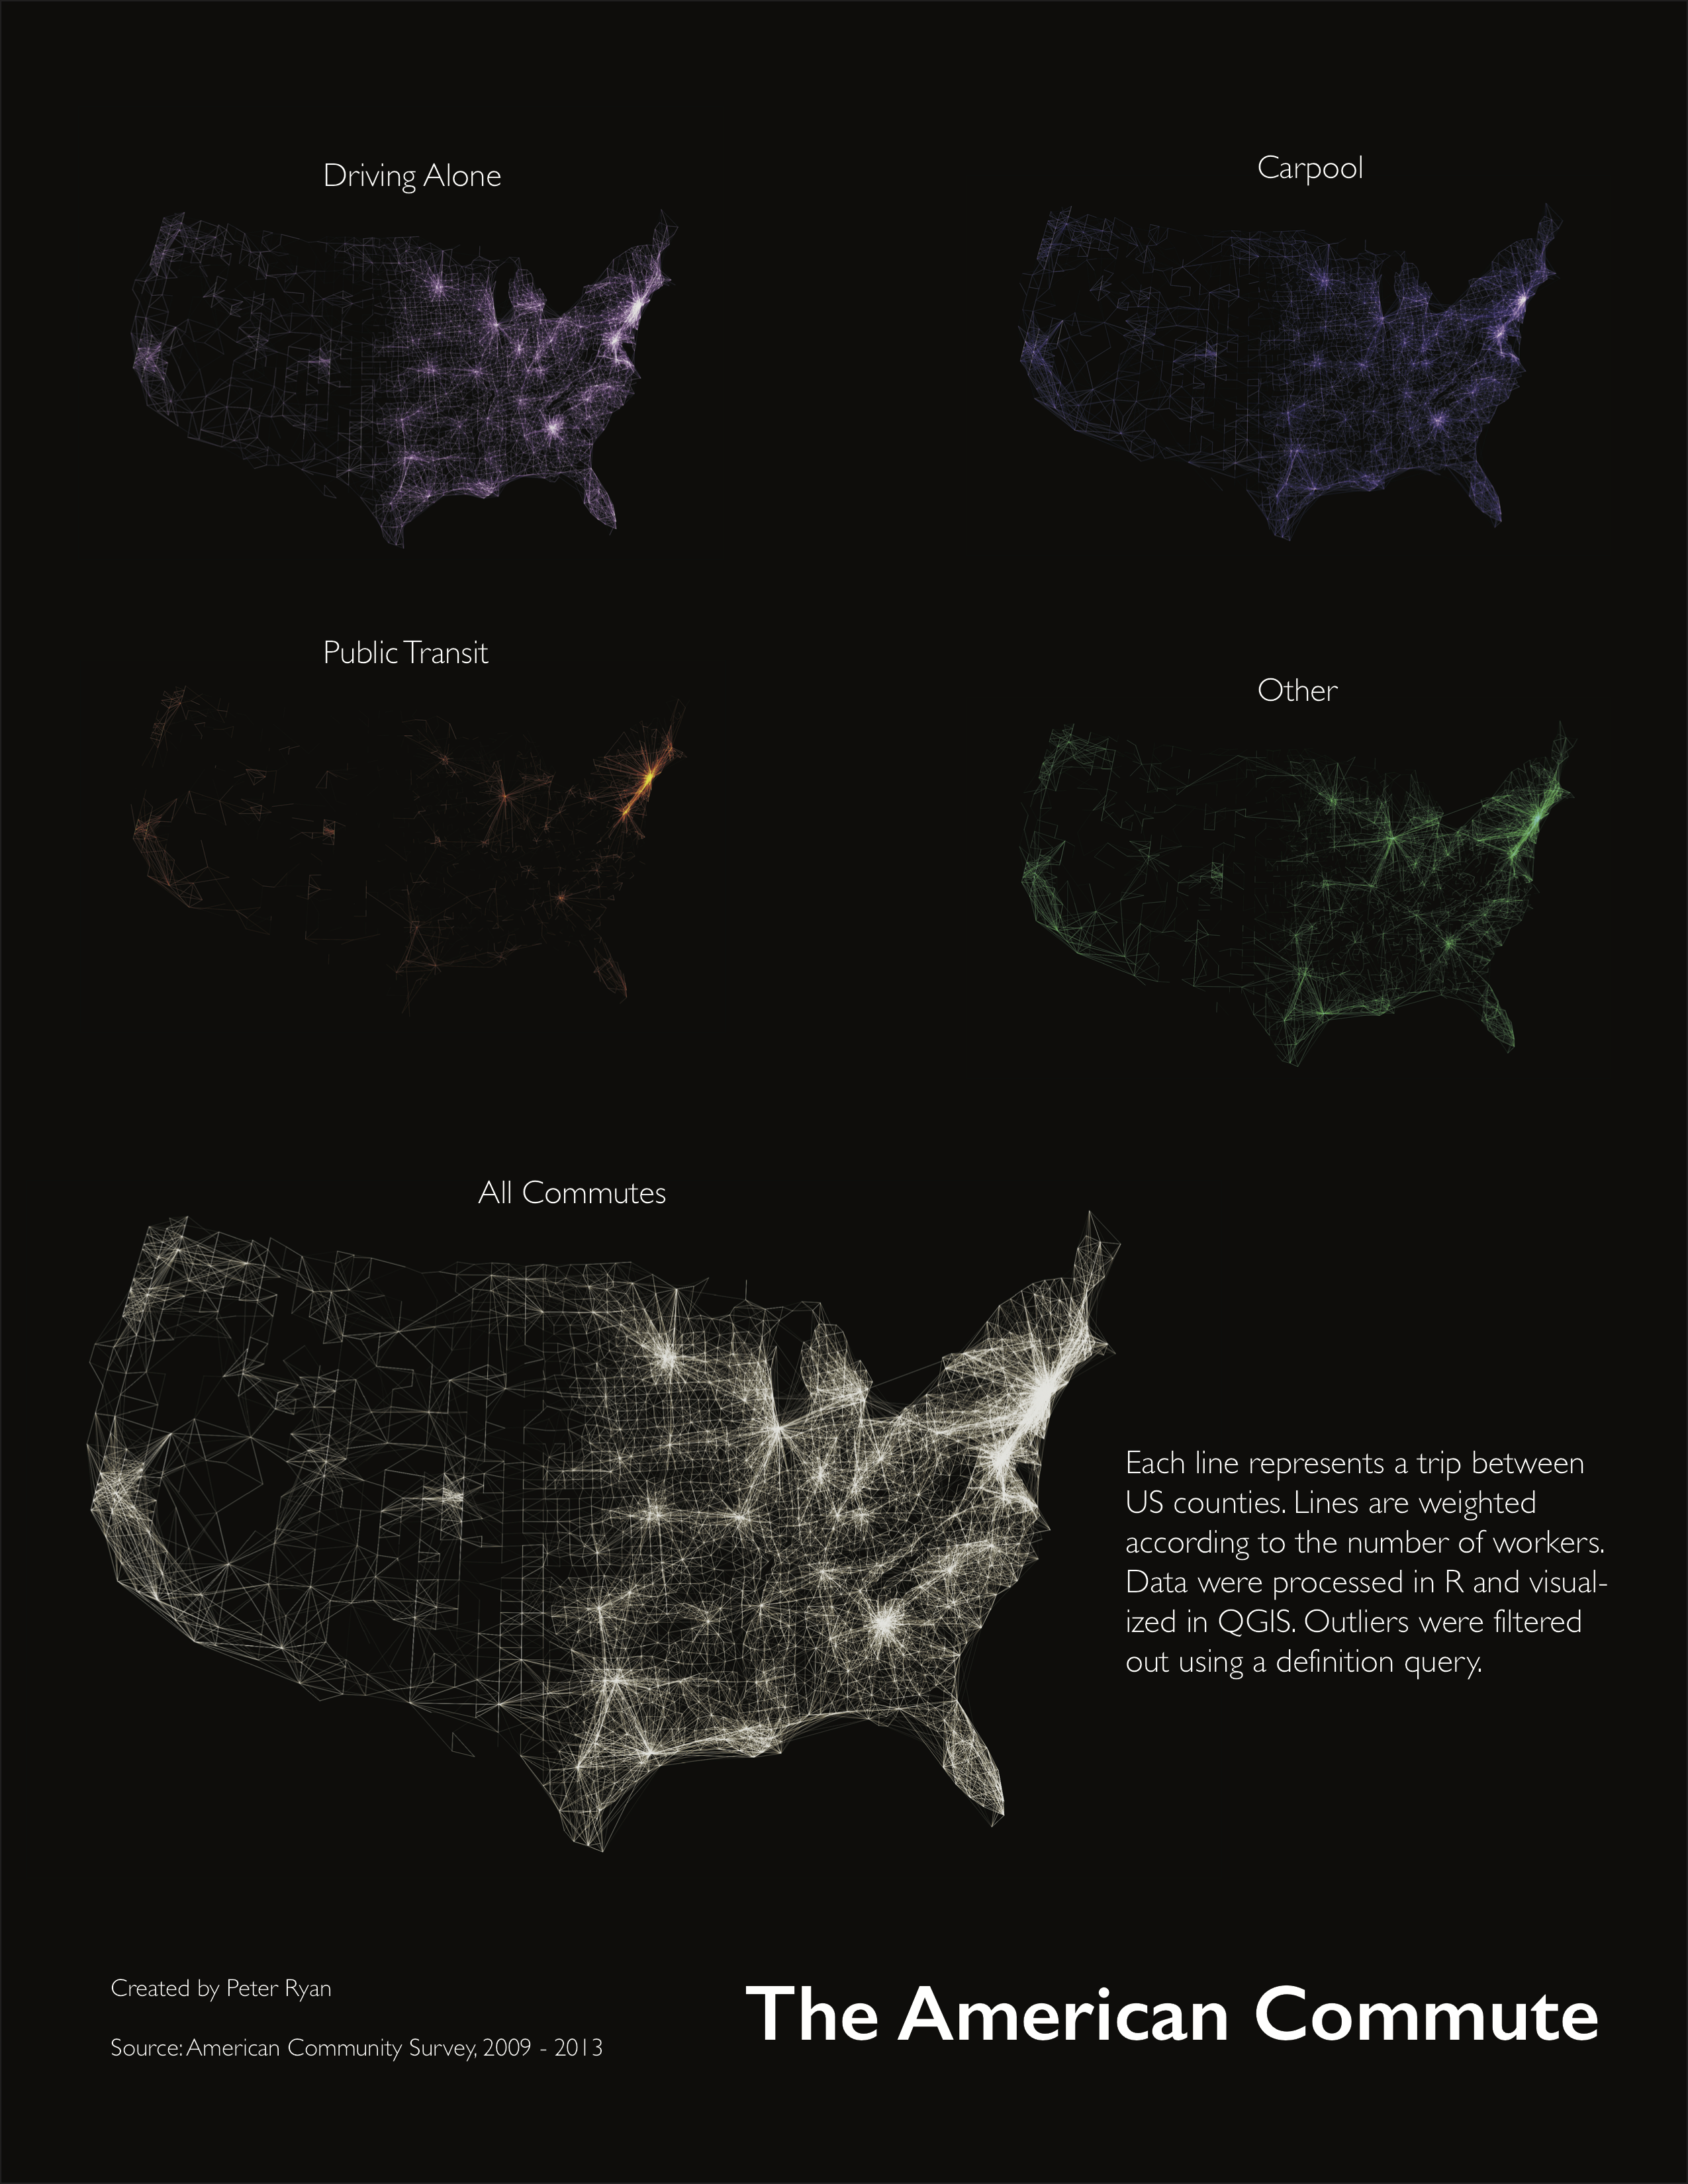 Driving Alone
Carpool
Public Transit
Other
All Commutes
Each line represents a trip between
US counties. Lines are weighted
according to the number of workers.
Data were processed in R and visual-
ized in QGIS. Outliers were filtered
out using a definition query.
Created by Peter Ryan
Source: American Community Survey, 2009 - 2013
The American Commute